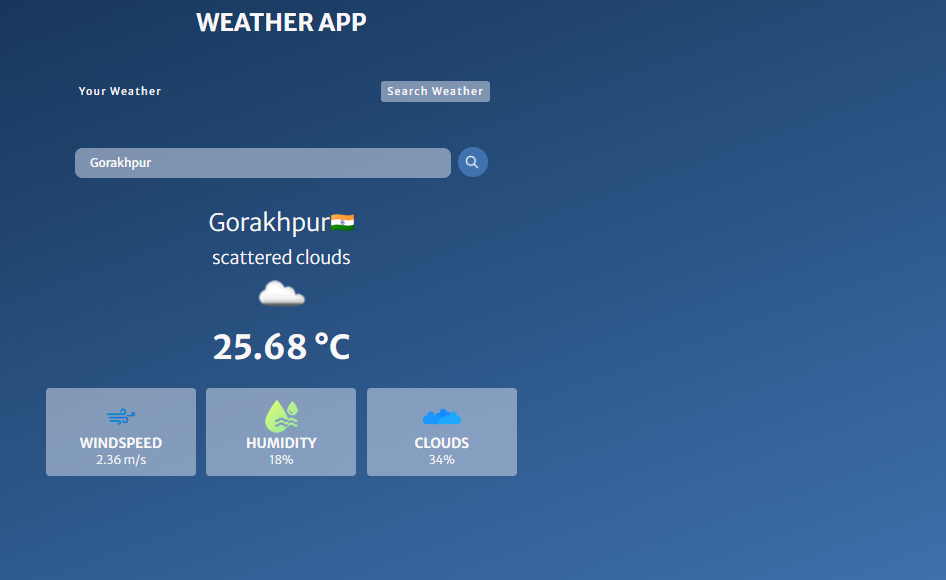 WEATHER APP
Your Weather
Search Weather
Gorakhpur
Gorakhpur
scattered clouds
25.68 °C
WINDSPEED
2.36 m/s
HUMIDITY
18%
CLOUDS
34%